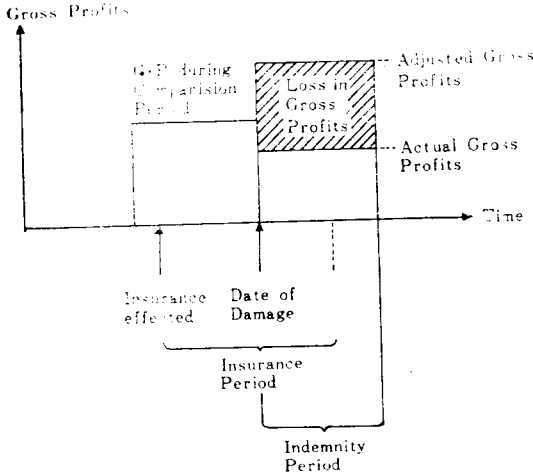 Gross Profits
G.P. during
Comparision
Period
Loss in
Gross
Profits
Adjusted Gross
Profits
Actual Gross
Profits
Time
Insurance
effected
Date of
Damage
Insurance
Period
Indemnity
Period